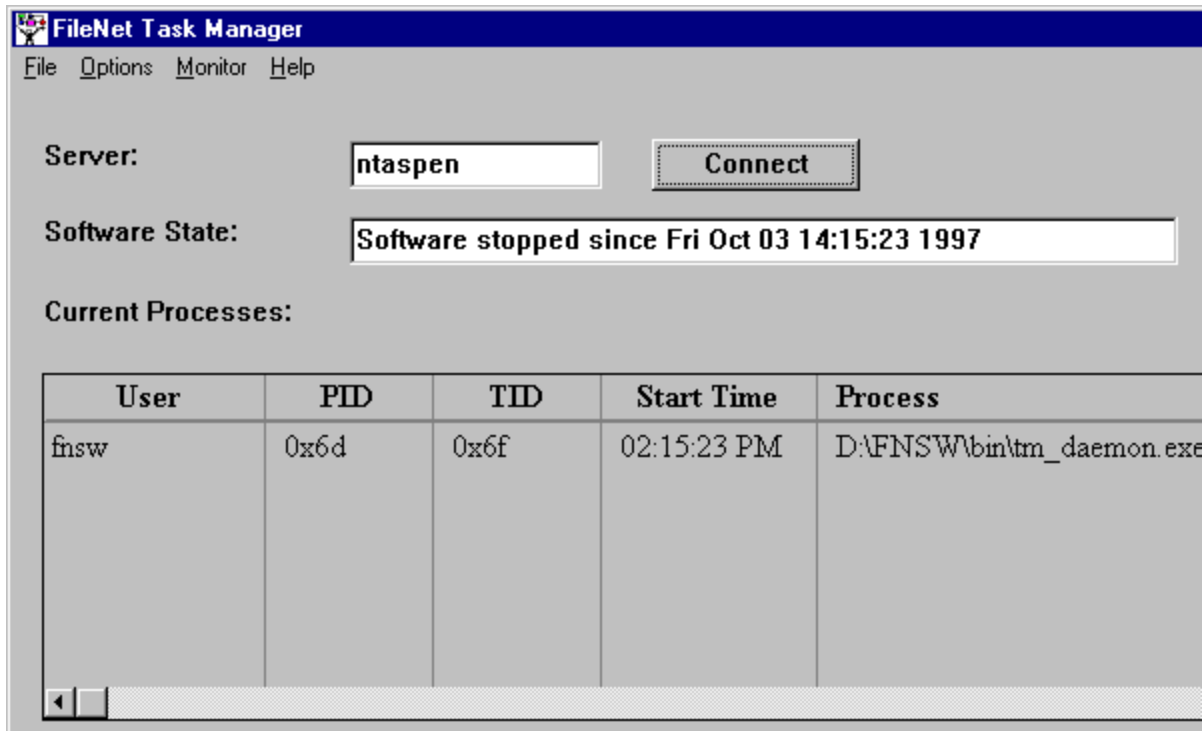 FileNet Task Manager
File Options Monitor Help
Server: ntaspen Connect
Software State: Software stopped since Fri Oct 03 14:15:23 1997
Current Processes:
User PID TID Start Time Process
fnsw 0x6d 0x6f 02:15:23 PM D:\FNSW\bin\tm_daemon.exe